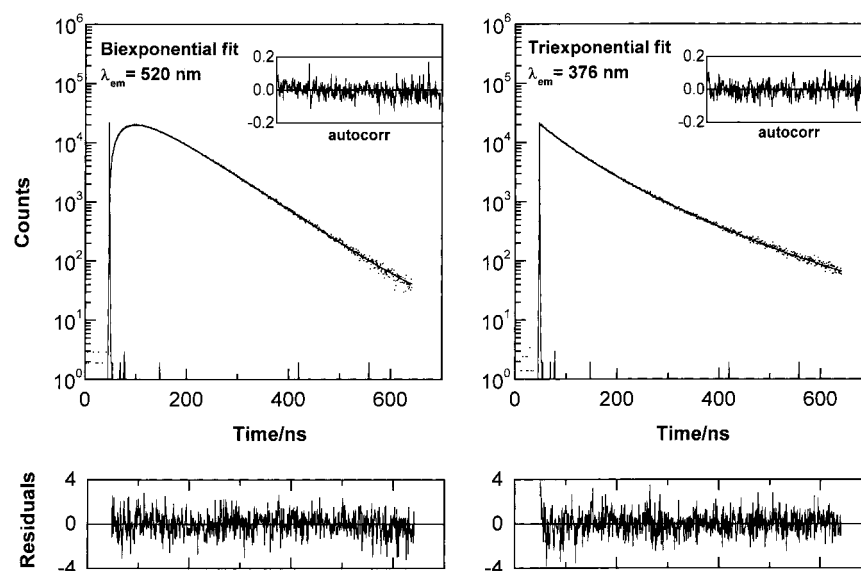 10^6
10^5
10^4
10^3
10^2
10^1
10^0
Counts
Biexponential fit
λ_em= 520 nm
0.2
0.0
-0.2
autocorr
0 200 400 600
Time/ns
10^6
10^5
10^4
10^3
10^2
10^1
10^0
Triexponential fit
λ_em= 376 nm
0.2
0.0
-0.2
autocorr
0 200 400 600
Time/ns
Residuals
4
0
-4
4
0
-4